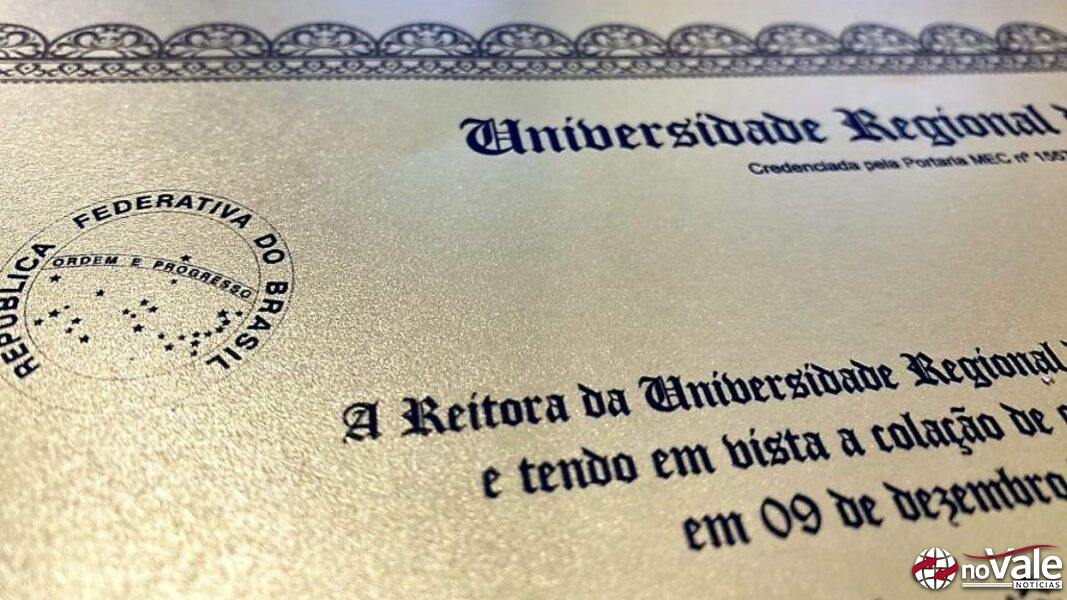 Universidade Regional
Credenciada pela Portaria MEC nº
REPÚBLICA FEDERATIVA DO BRASIL
ORDEM E PROGRESSO
A Reitora da Universidade Regional
e tendo em vista a colação de
em 09 de dezembro
noVale
NOTÍCIAS